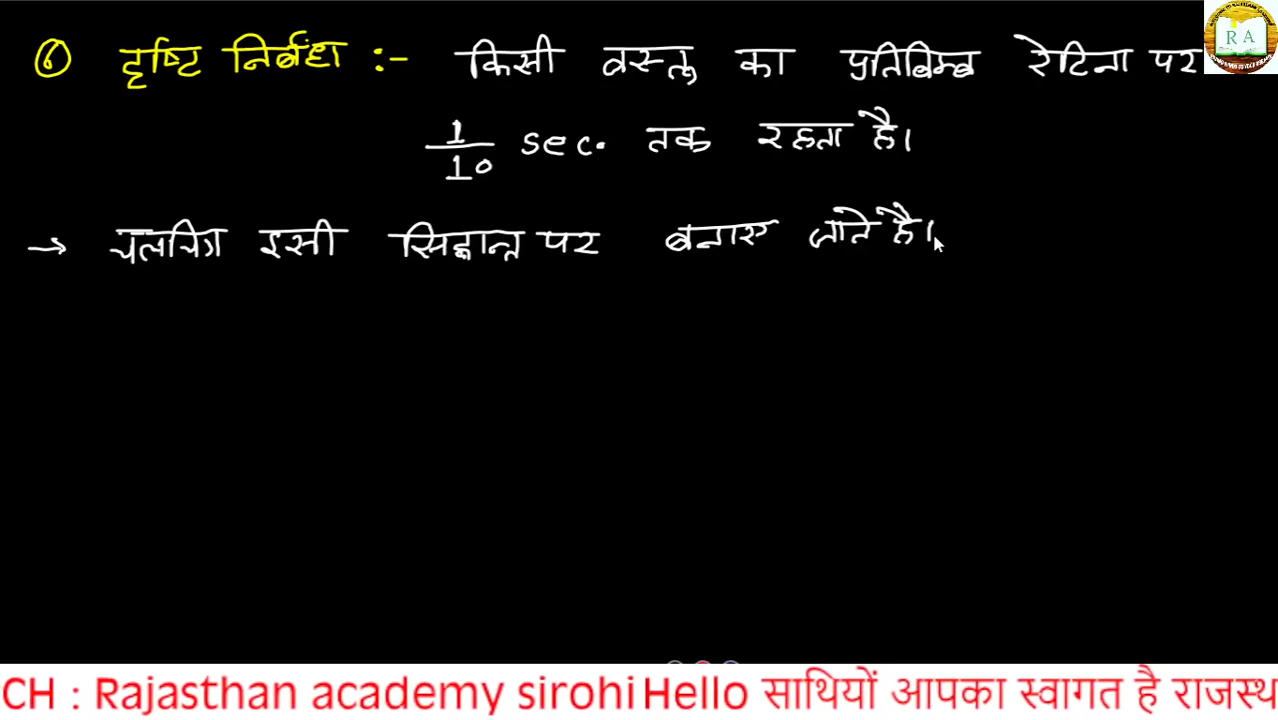 ⑥ दृष्टि निर्बंध :- किसी वस्तु का प्रतिबिम्ब रेटिना पर
1/10 sec. तक रहता है।
→ चलचित्र इसी सिद्धान्त पर बनाए जाते है।
RA
CH : Rajasthan academy sirohi Hello साथियों आपका स्वागत है राजस्थ